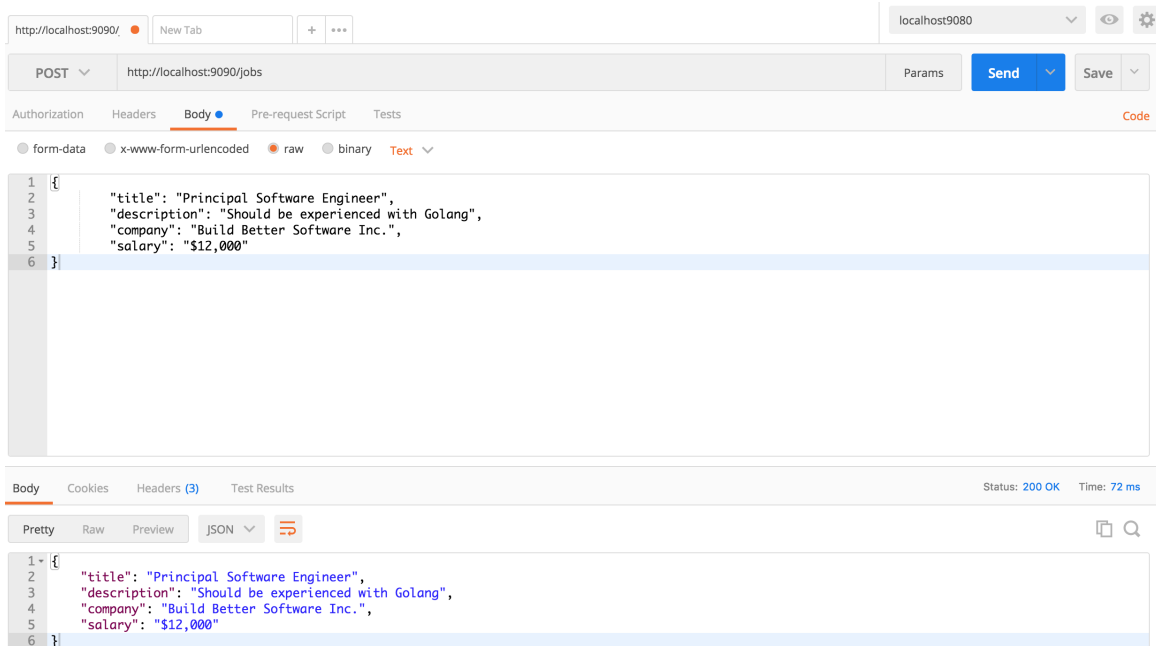 http://localhost:9090/
New Tab
+
localhost9080
POST
http://localhost:9090/jobs
Params
Send
Save
Authorization
Headers
Body
Pre-request Script
Tests
Code
form-data
x-www-form-urlencoded
raw
binary
Text
1 {
2 "title": "Principal Software Engineer",
3 "description": "Should be experienced with Golang",
4 "company": "Build Better Software Inc.",
5 "salary": "$12,000"
6 }
Body
Cookies
Headers (3)
Test Results
Status: 200 OK
Time: 72 ms
Pretty
Raw
Preview
JSON
1 {
2 "title": "Principal Software Engineer",
3 "description": "Should be experienced with Golang",
4 "company": "Build Better Software Inc.",
5 "salary": "$12,000"
6 }